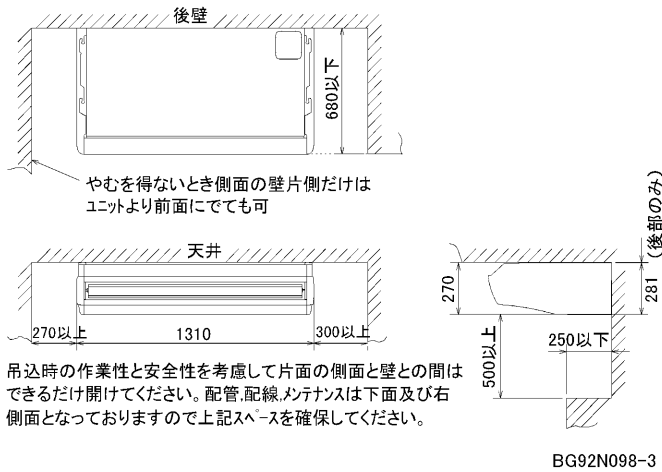 後壁
680以下
やむを得ないとき側面の壁片側だけは
ユニットより前面にでても可
天井
270以上
1310
300以上
270
500以上
250以下
281
(後部のみ)
吊込時の作業性と安全性を考慮して片面の側面と壁との間は
できるだけ開けてください。配管,配線,メンテナンスは下面及び右
側面となっておりますので上記スペースを確保してください。
BG92N098-3